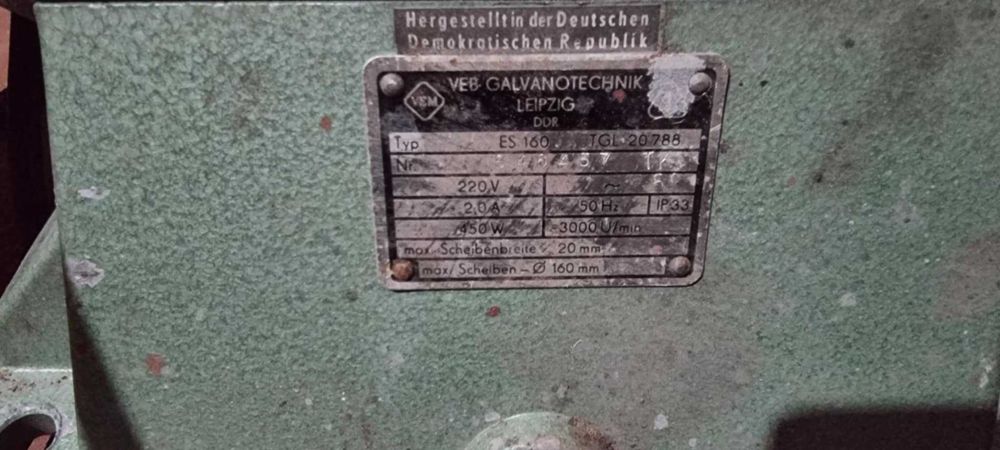 Hergestellt in der Deutschen
Demokratischen Republik
VEB GALVANOTECHNIK
LEIPZIG
DDR
VEM
Typ ES 160 TGL 20788
Nr.
220 V ~
2,0 A 50 Hz IP 33
450 W 3000 U/min
max. Scheibenbreite 20 mm
max. Scheiben - Ø 160 mm